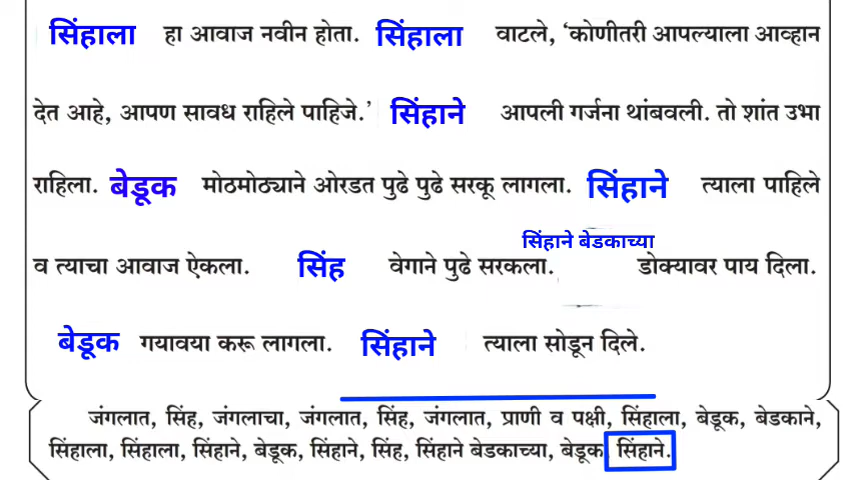 सिंहाला हा आवाज नवीन होता. सिंहाला वाटले, ‘कोणीतरी आपल्याला आव्हान
देत आहे, आपण सावध राहिले पाहिजे.’ सिंहाने आपली गर्जना थांबवली. तो शांत उभा
राहिला. बेडूक मोठमोठ्याने ओरडत पुढे पुढे सरकू लागला. सिंहाने त्याला पाहिले
व त्याचा आवाज ऐकला. सिंह वेगाने पुढे सरकला. सिंहाने बेडकाच्या डोक्यावर पाय दिला.
बेडूक गयावया करू लागला. सिंहाने त्याला सोडून दिले.
जंगलात, सिंह, जंगलाचा, जंगलात, सिंह, जंगलात, प्राणी व पक्षी, सिंहाला, बेडूक, बेडकाने,
सिंहाला, सिंहाला, सिंहाने, बेडूक, सिंहाने, सिंह, सिंहाने बेडकाच्या, बेडूक, सिंहाने.